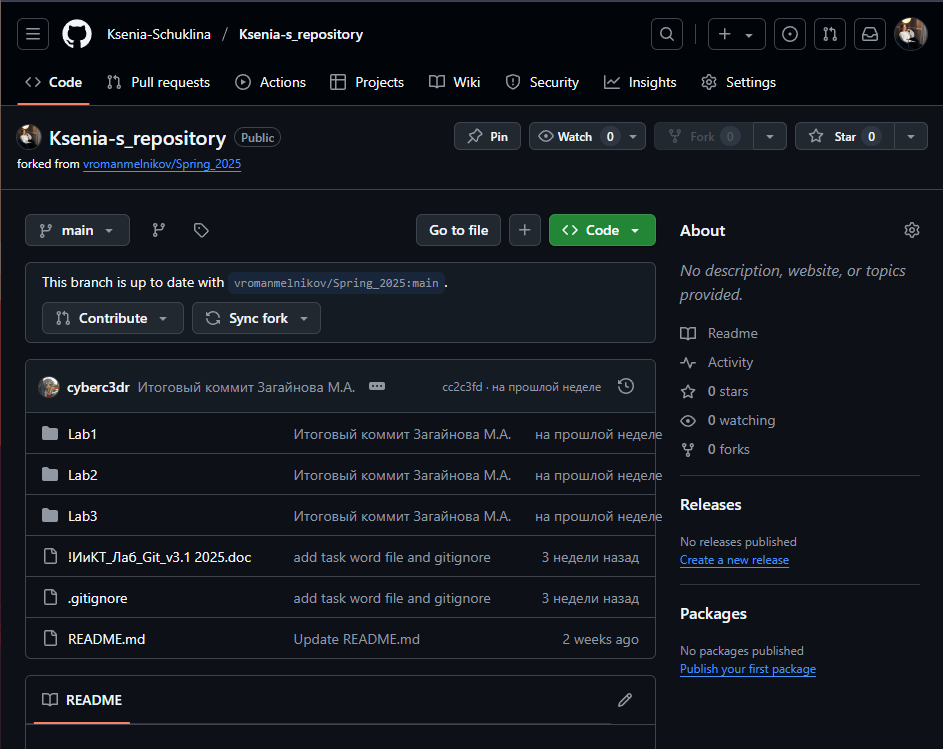 Ksenia-Schuklina / Ksenia-s_repository
Code Pull requests Actions Projects Wiki Security Insights Settings
Ksenia-s_repository Public Pin Watch 0 Fork 0 Star 0
forked from vromanmelnikov/Spring_2025
main Go to file Code
This branch is up to date with vromanmelnikov/Spring_2025:main .
Contribute Sync fork
cyberc3dr Итоговый коммит Загайнова М.А. cc2c3fd · на прошлой неделе
Lab1 Итоговый коммит Загайнова М.А. на прошлой неделе
Lab2 Итоговый коммит Загайнова М.А. на прошлой неделе
Lab3 Итоговый коммит Загайнова М.А. на прошлой неделе
!ИиКТ_Лаб_Git_v3.1 2025.doc add task word file and gitignore 3 недели назад
.gitignore add task word file and gitignore 3 недели назад
README.md Update README.md 2 weeks ago
README
About
No description, website, or topics
provided.
Readme
Activity
0 stars
0 watching
0 forks
Releases
No releases published
Create a new release
Packages
No packages published
Publish your first package